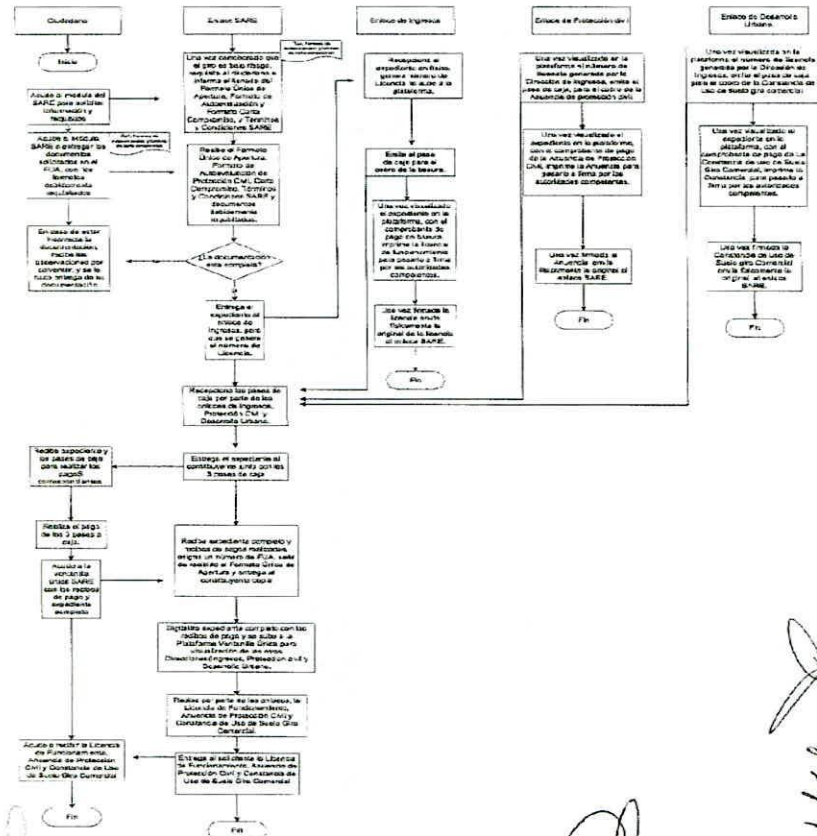 Ciudadano
Inicio
Acude al módulo del
SARE para solicitar
información y
requisitos
Acude al Módulo
SARE a entregar los
documentos
solicitados en el
FUA, con los
formatos
debidamente
requisitados
En caso de estar
incorrecta la
documentación,
recibe las
observaciones por
solventar, y se le
hace entrega de su
documentación
Recibe expediente y
los pases de caja
para realizar los
pagos
correspondientes
Realiza el pago
de los 3 pases a
caja.
Acude a la
ventanilla
única SARE
con los recibos
de pago y
expediente
completo
Acude a recibir la Licencia
de Funcionamiento,
Anuencia de Protección
Civil y Constancia de Uso
de Suelo Giro Comercial
Fin
Enlace SARE
Una vez corroborado que
el giro es bajo riesgo,
requisita al ciudadano e
informa el llenado del
Formato Único de
Apertura, Formato de
Autoevaluación y
Formato Carta
Compromiso, y Términos
y Condiciones SARE
Recibe el Formato
Único de Apertura,
Formato de
Autoevaluación de
Protección Civil, Carta
Compromiso, Términos
y Condiciones SARE y
documentos
debidamente
requisitados.
¿La documentación
está completa?
Entrega el
expediente al
enlace de
Ingresos, para
que se genere
el número de
Licencia.
Recepciona los pases de
caja por parte de los
enlaces de Ingresos,
Protección Civil y
Desarrollo Urbano.
Entrega el expediente al
contribuyente junto con los
3 pases de caja
Recibe expediente completo y
recibos de pagos realizados,
asigna un número de FUA, sella
de recibido el Formato Único de
Apertura y entrega al
contribuyente copia
Digitaliza expediente completo con los
recibos de pago y se sube a la
Plataforma Ventanilla Única para
visualización de las otras
Direcciones (Ingresos, Protección civil y
Desarrollo Urbano.
Recibe por parte de los enlaces, la
Licencia de Funcionamiento,
Anuencia de Protección Civil y
Constancia de Uso de Suelo Giro
Comercial.
Entrega al solicitante la Licencia
de Funcionamiento, Anuencia de
Protección Civil y Constancia de
Uso de Suelo Giro Comercial
Fin
Enlace de Ingresos
Recepciona el
expediente en físico,
genera número de
Licencia, lo sube a la
plataforma.
Emite el pase
de caja para el
cobro de la basura.
Una vez visualizado
el expediente en la
plataforma, con el
comprobante de
pago de basura,
imprime la licencia
de funcionamiento
para pasarlo a firma
por las autoridades
competentes.
Una vez firmada la
licencia envía
físicamente la
original de la licencia
al enlace SARE.
Fin
Enlace de Protección civil
Una vez visualizado en la
plataforma el número de
licencia generada por la
Dirección de Ingresos, emite el
pase de caja, para el cobro de la
Anuencia de protección civil.
Una vez visualizado el
expediente en la plataforma,
con el comprobante de pago
de la Anuencia de Protección
Civil, imprime la Anuencia para
pasarlo a firma por las
autoridades competentes.
Una vez firmada la
Anuencia, envía
físicamente la original al
enlace SARE.
Fin
Enlace de Desarrollo
Urbano
Una vez visualizada en la
plataforma, el número de licencia
generada por la Dirección de
Ingresos, emite el pase de caja
para el cobro de la Constancia de
Uso de Suelo giro comercial
Una vez visualizado el
expediente en la
plataforma, con el
comprobante de pago de La
Constancia de uso de Suelo
Giro Comercial, imprime la
Constancia, para pasarlo a
firma por las autoridades
competentes.
Una vez firmada la
Constancia de Uso de
Suelo giro Comercial
envía físicamente la
original al enlace
SARE.
Fin